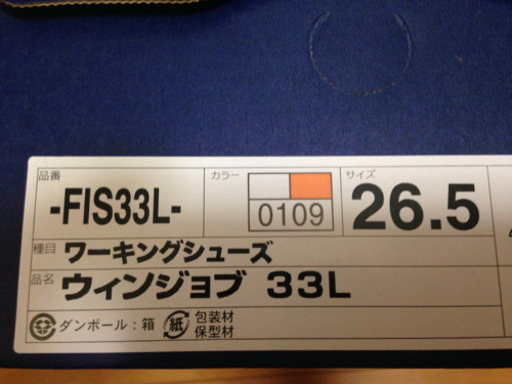 品番 カラー サイズ
-FIS33L- 0109 26.5
種目 ワーキングシューズ
品名 ウィンジョブ 33L
ダンボール：箱 紙 包装材
保型材